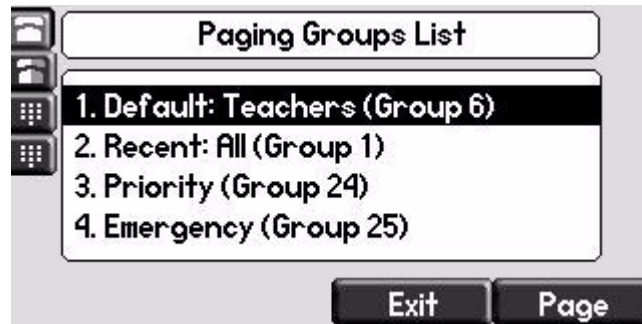 Paging Groups List
1. Default: Teachers (Group 6)
2. Recent: All (Group 1)
3. Priority (Group 24)
4. Emergency (Group 25)
Exit Page